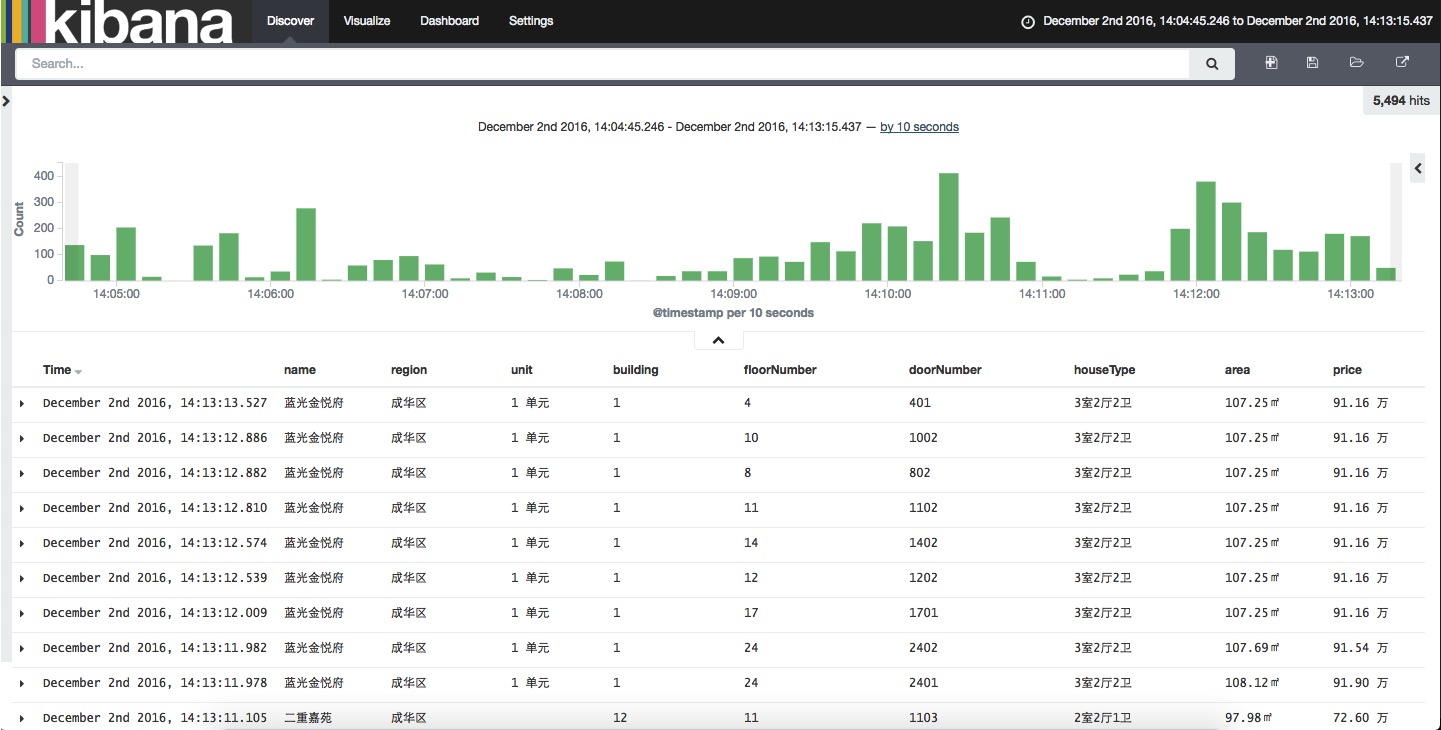 kibana Discover Visualize Dashboard Settings December 2nd 2016, 14:04:45.246 to December 2nd 2016, 14:13:15.437
Search...
5,494 hits
December 2nd 2016, 14:04:45.246 - December 2nd 2016, 14:13:15.437 — by 10 seconds
400
300
200
100
0
Count
14:05:00 14:06:00 14:07:00 14:08:00 14:09:00 14:10:00 14:11:00 14:12:00 14:13:00
@timestamp per 10 seconds
Time name region unit building floorNumber doorNumber houseType area price
December 2nd 2016, 14:13:13.527 蓝光金悦府 成华区 1 单元 1 4 401 3室2厅2卫 107.25㎡ 91.16 万
December 2nd 2016, 14:13:12.886 蓝光金悦府 成华区 1 单元 1 10 1002 3室2厅2卫 107.25㎡ 91.16 万
December 2nd 2016, 14:13:12.882 蓝光金悦府 成华区 1 单元 1 8 802 3室2厅2卫 107.25㎡ 91.16 万
December 2nd 2016, 14:13:12.810 蓝光金悦府 成华区 1 单元 1 11 1102 3室2厅2卫 107.25㎡ 91.16 万
December 2nd 2016, 14:13:12.574 蓝光金悦府 成华区 1 单元 1 14 1402 3室2厅2卫 107.25㎡ 91.16 万
December 2nd 2016, 14:13:12.539 蓝光金悦府 成华区 1 单元 1 12 1202 3室2厅2卫 107.25㎡ 91.16 万
December 2nd 2016, 14:13:12.009 蓝光金悦府 成华区 1 单元 1 17 1701 3室2厅2卫 107.25㎡ 91.16 万
December 2nd 2016, 14:13:11.982 蓝光金悦府 成华区 1 单元 1 24 2402 3室2厅2卫 107.69㎡ 91.54 万
December 2nd 2016, 14:13:11.978 蓝光金悦府 成华区 1 单元 1 24 2401 3室2厅2卫 108.12㎡ 91.90 万
December 2nd 2016, 14:13:11.105 二重嘉苑 成华区 12 11 1103 2室2厅1卫 97.98㎡ 72.60 万